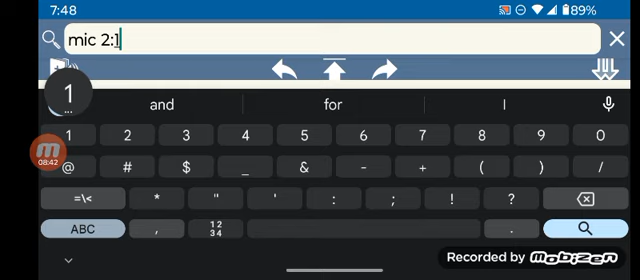 7:48 89%
mic 2:1
1
and for I
1 2 3 4 5 6 7 8 9 0
08:42 @ # $ _ & - + ( ) /
=\< * " ' : ; ! ?
ABC , 12 34 .
Recorded by mobizen